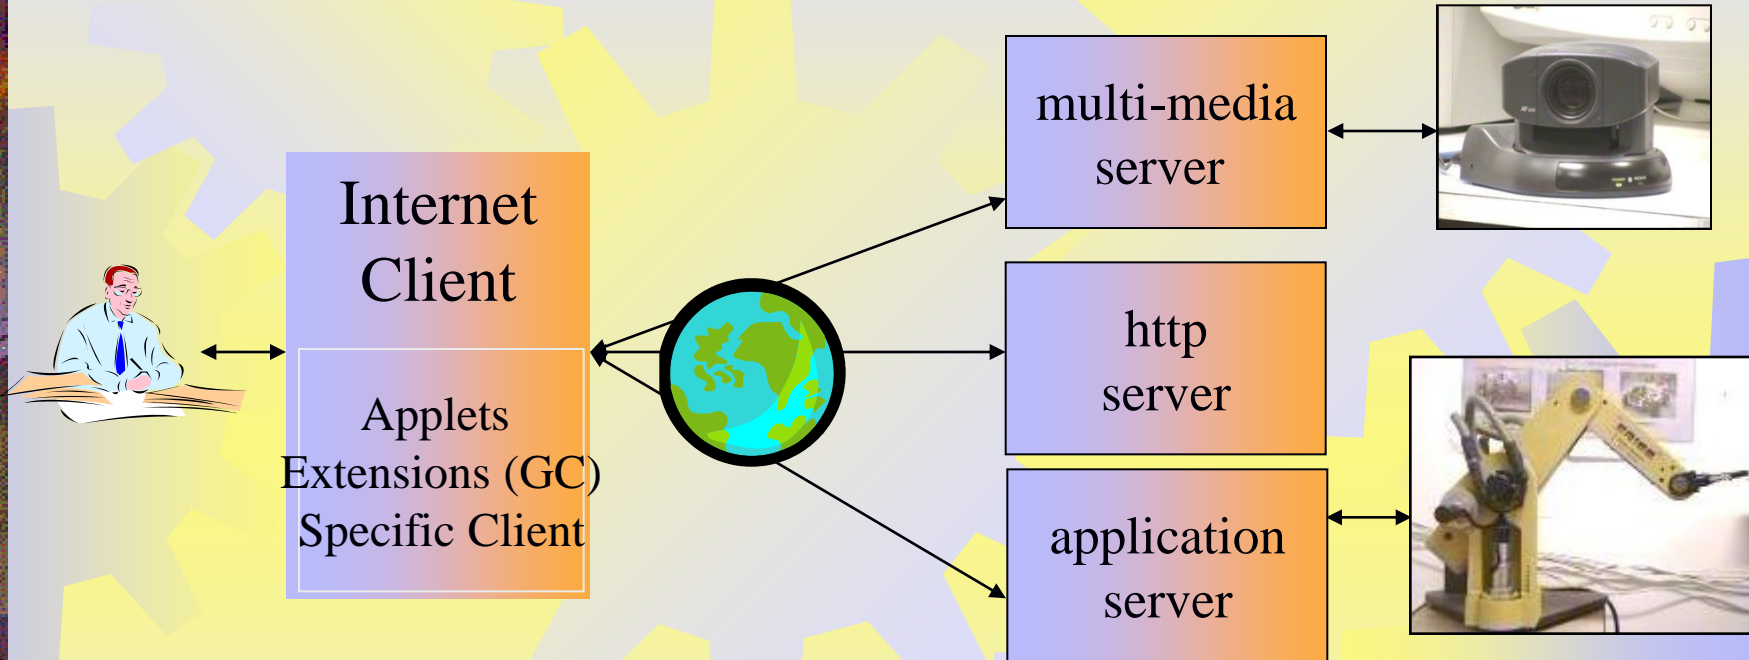 Internet
Client
Applets
Extensions (GC)
Specific Client
multi-media
server
http
server
application
server